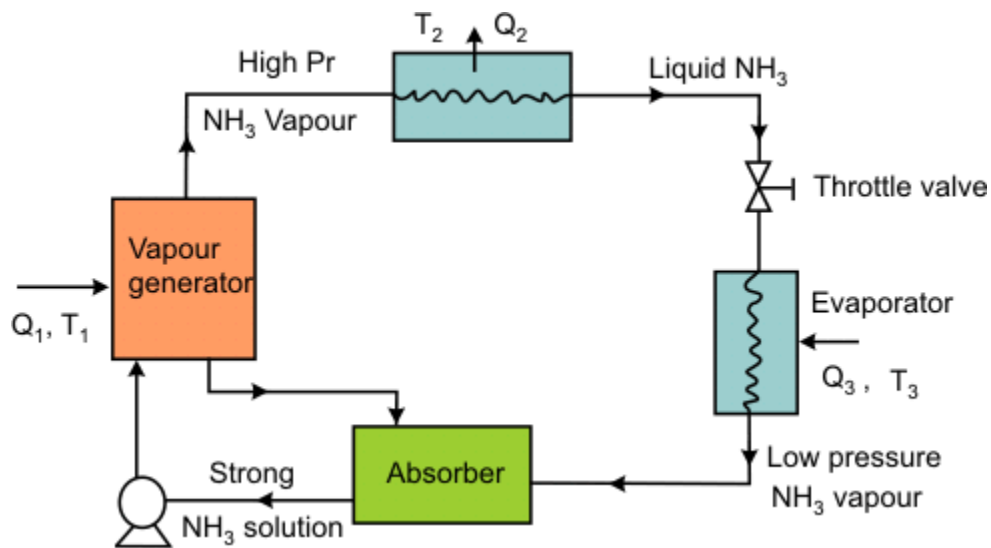 T₂ Q₂
High Pr
NH₃ Vapour
Liquid NH₃
Throttle valve
Vapour
generator
Q₁, T₁
Evaporator
Q₃ , T₃
Absorber
Strong
NH₃ solution
Low pressure
NH₃ vapour